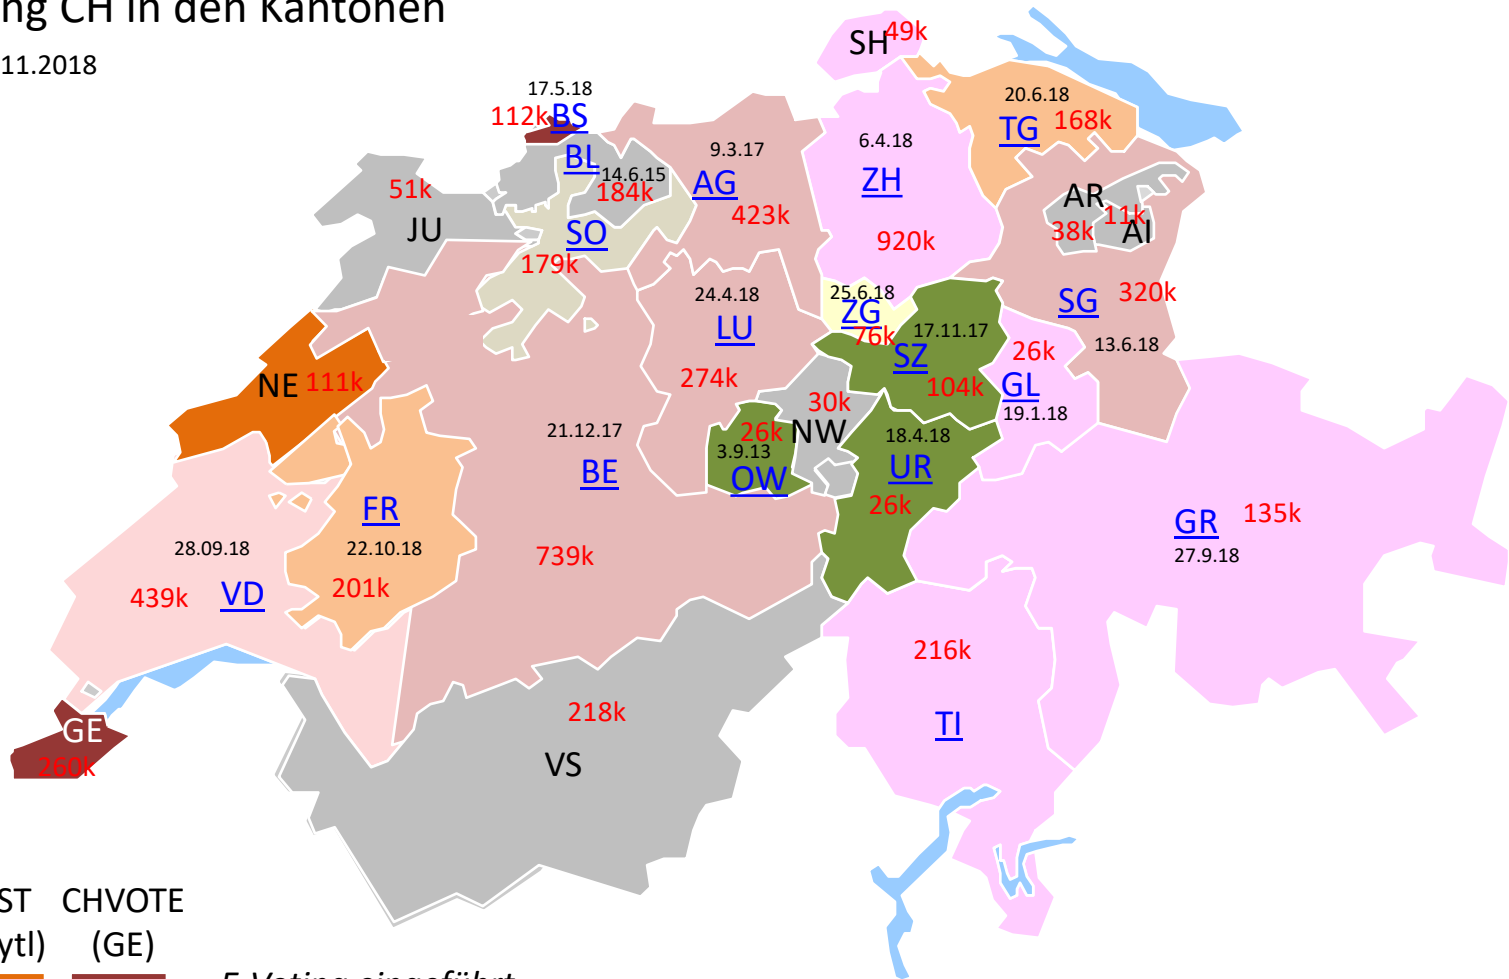 ng CH in den Kantonen
11.2018
SH 49k
17.5.18
112k BS
BL
14.6.15
184k
9.3.17
AG
423k
6.4.18
ZH
920k
20.6.18
TG 168k
51k
JU
SO
179k
AR
38k
11k
AI
24.4.18
LU
274k
25.6.18
ZG
76k
17.11.17
SZ
104k
SG 320k
13.6.18
26k
GL
19.1.18
NE 111k
30k
NW
26k
3.9.13
OW
18.4.18
UR
26k
21.12.17
BE
739k
FR
22.10.18
201k
28.09.18
439k VD
GR 135k
27.9.18
216k
TI
218k
VS
GE
260k
ST CHVOTE
ytl) (GE)
E-Voting eingeführt